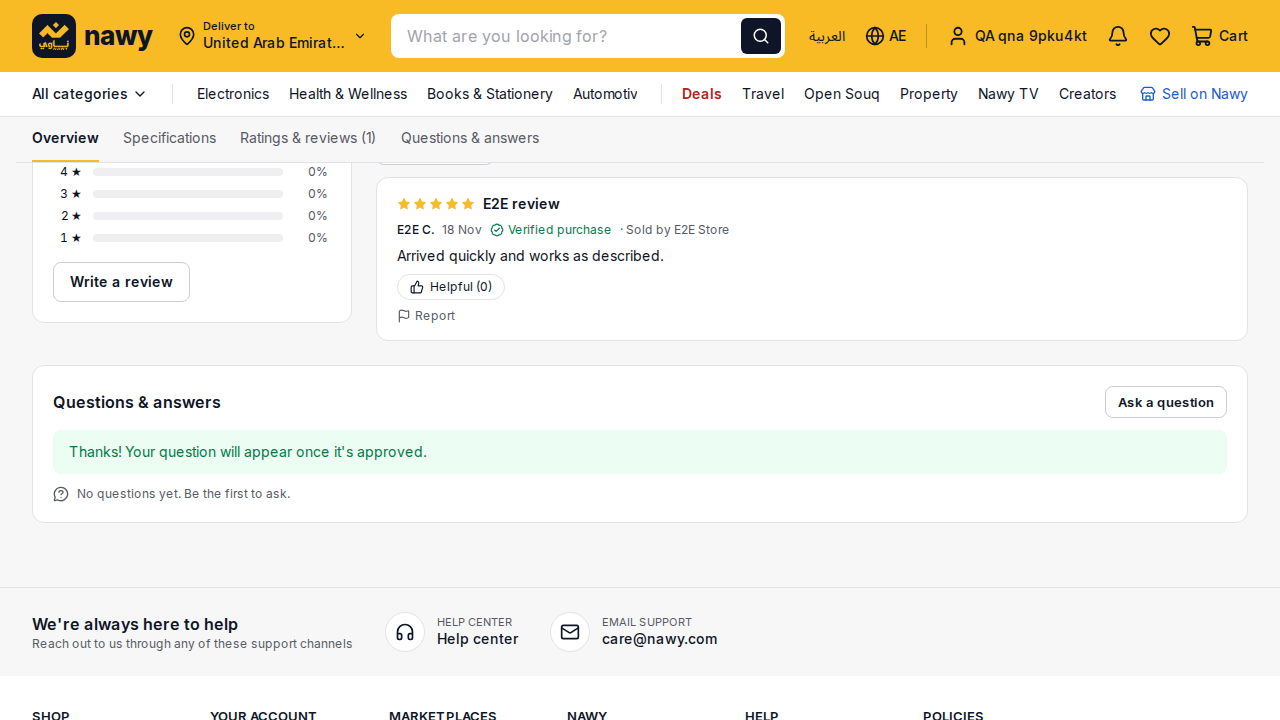 نـــاوي
NAWY
nawy
Deliver to
United Arab Emirat...
What are you looking for?
العربية
AE
QA qna 9pku4kt
Cart
All categories
Electronics
Health & Wellness
Books & Stationery
Automotiv
Deals
Travel
Open Souq
Property
Nawy TV
Creators
Sell on Nawy
Overview
Specifications
Ratings & reviews (1)
Questions & answers
4 ★ 0%
3 ★ 0%
2 ★ 0%
1 ★ 0%
Write a review
E2E review
E2E C. 18 Nov Verified purchase · Sold by E2E Store
Arrived quickly and works as described.
Helpful (0)
Report
Questions & answers
Ask a question
Thanks! Your question will appear once it's approved.
No questions yet. Be the first to ask.
We're always here to help
Reach out to us through any of these support channels
HELP CENTER
Help center
EMAIL SUPPORT
care@nawy.com
SHOP
YOUR ACCOUNT
MARKETPLACES
NAWY
HELP
POLICIES